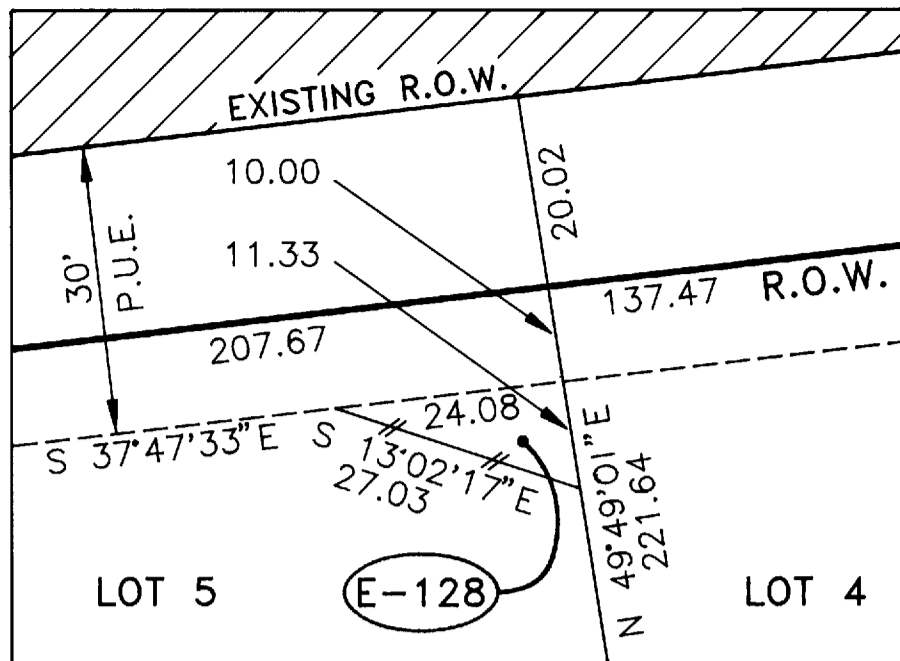 EXISTING R.O.W.
10.00
20.02
11.33
30'
P.U.E.
137.47
R.O.W.
207.67
24.08
S 37°47'33"E
S 13°02'17"E
27.03
N 49°49'01"E
221.64
LOT 5
E-128
LOT 4